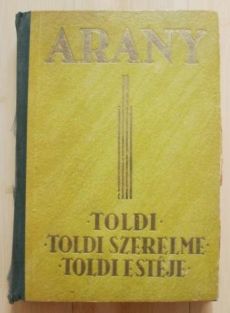 ARANY
·TOLDI·
·TOLDI SZERELME·
·TOLDI ESTÉJE·